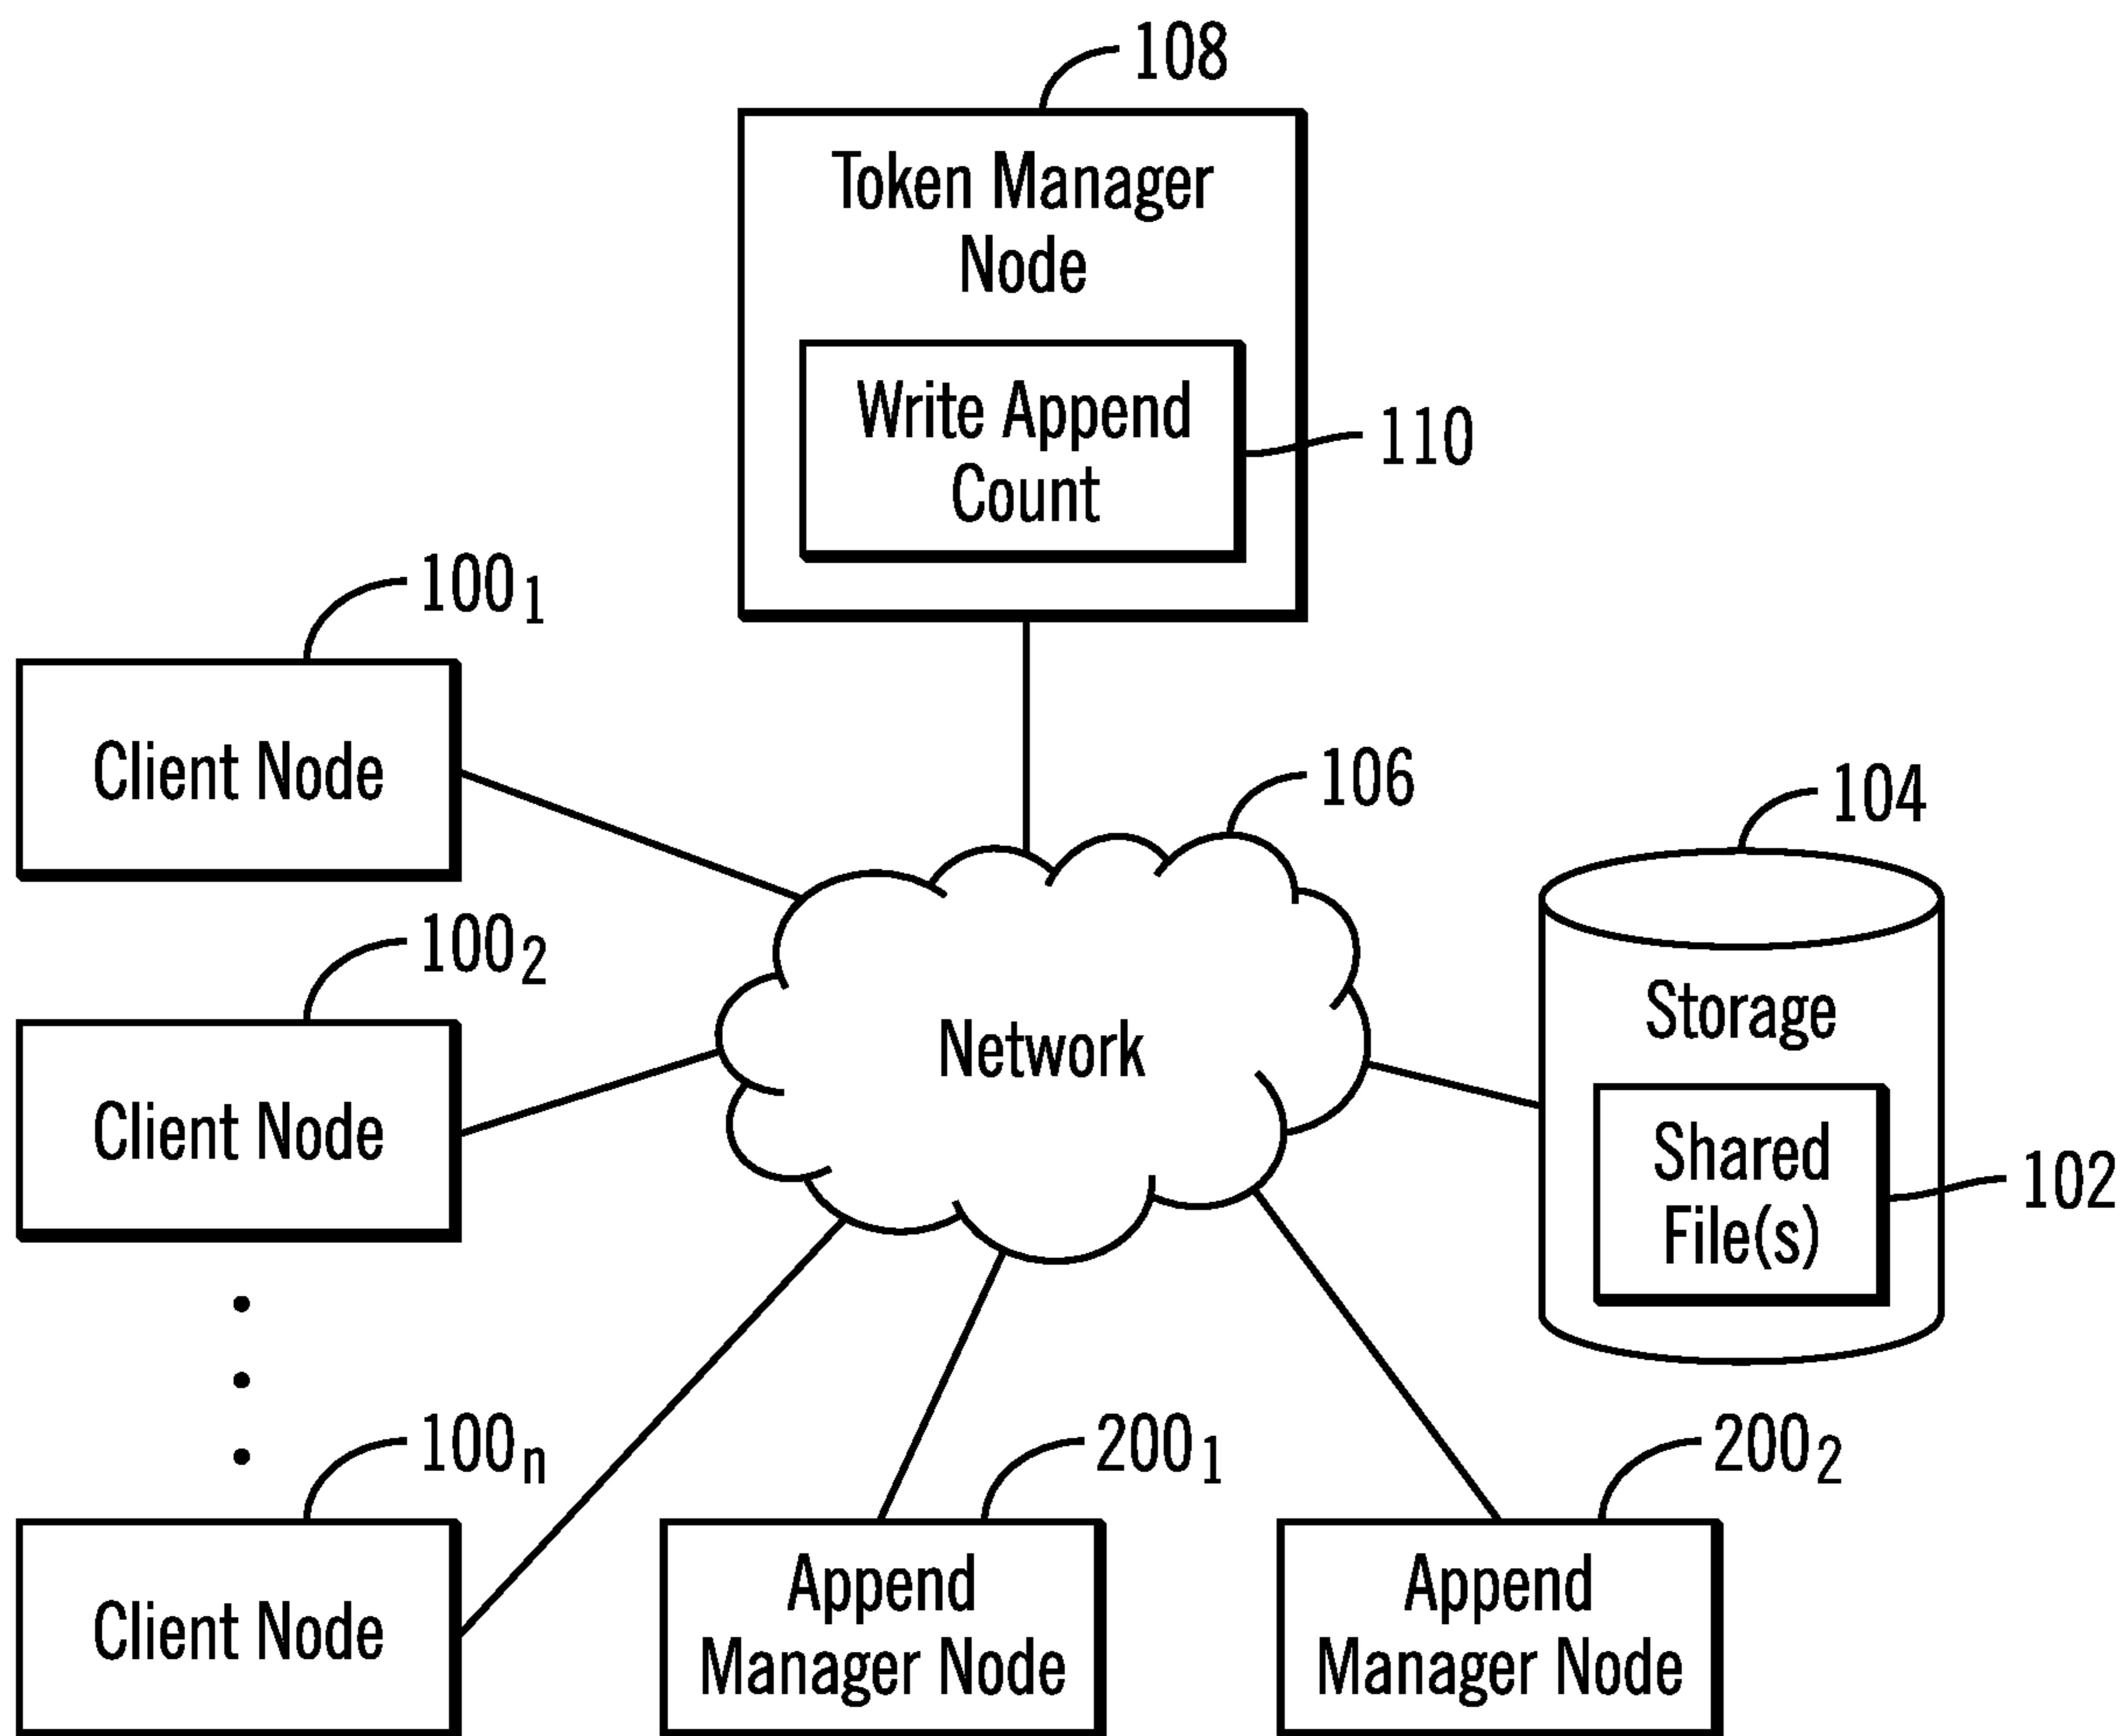 108
Token Manager
Node
Write Append
Count
110
100₁
Client Node
106
104
100₂
Client Node
Network
Storage
Shared
File(s)
102
100ₙ
Client Node
200₁
Append
Manager Node
200₂
Append
Manager Node